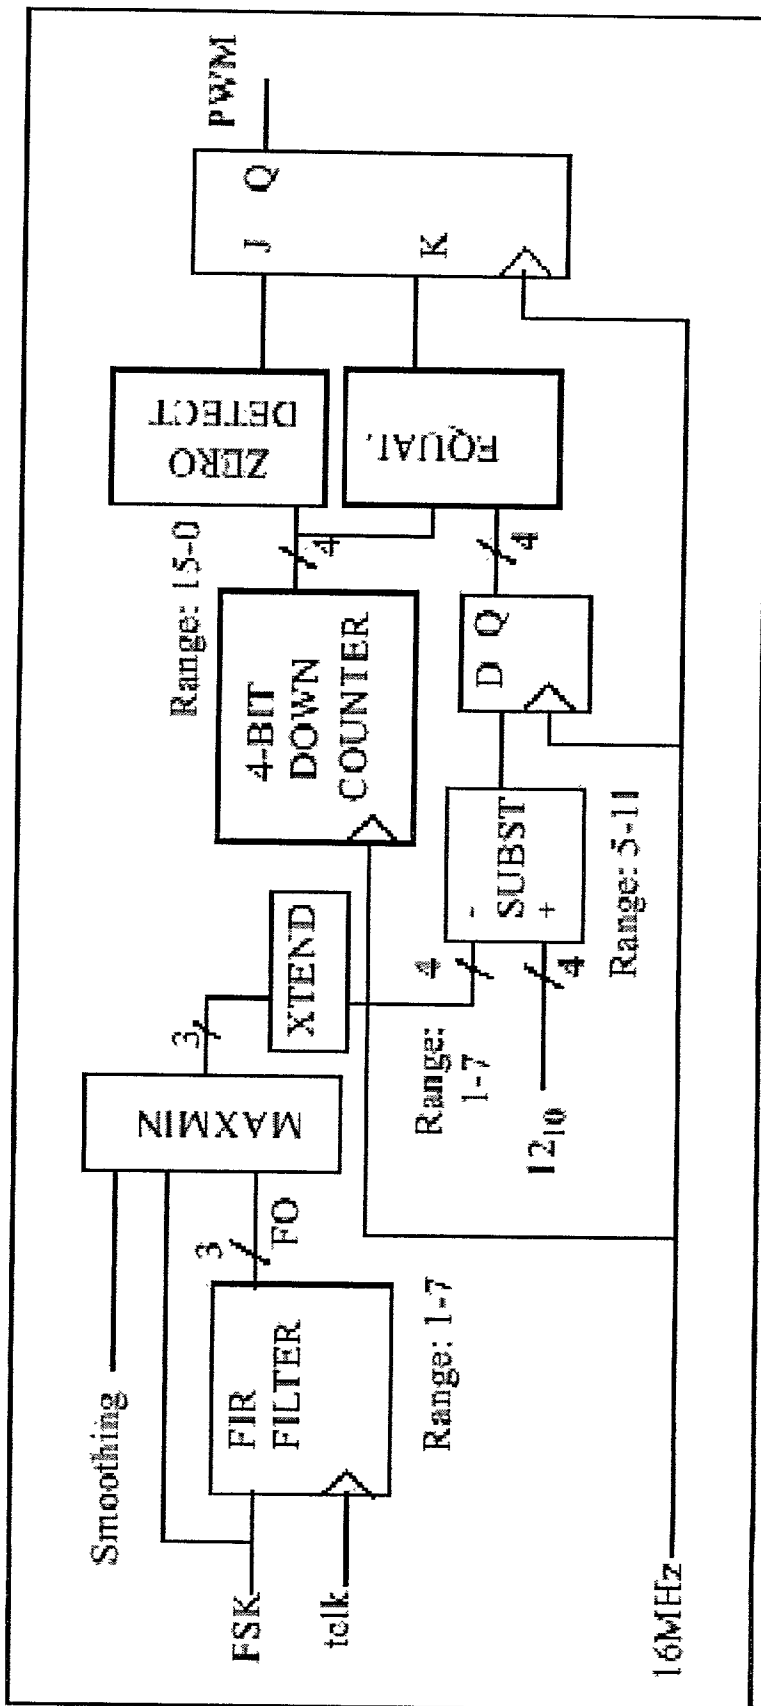 Smoothing
FSK
tclk
16MHz
FIR
FILTER
Range: 1-7
3
FO
MAXMIN
3
XTEND
Range:
1-7
12₁₀
4
4
-
SUBST
+
Range: 5-11
4-BIT
DOWN
COUNTER
Range: 15-0
4
D Q
4
ZERO
DETECT
EQUAL
J Q
K
PWM